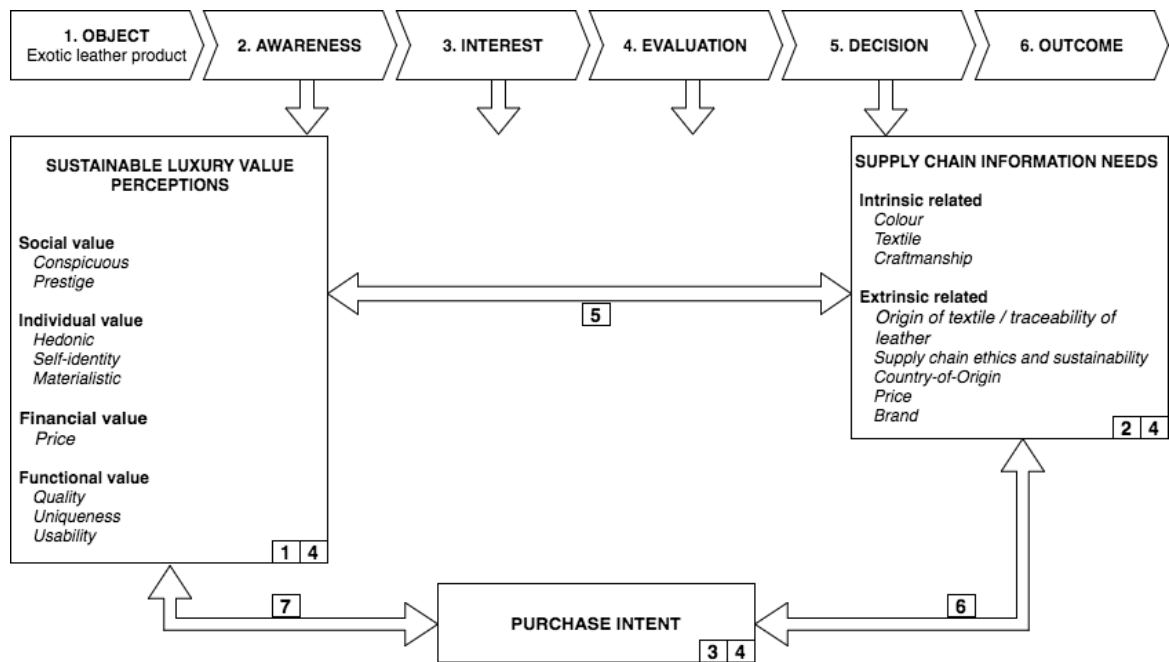 1. OBJECT
Exotic leather product
2. AWARENESS
3. INTEREST
4. EVALUATION
5. DECISION
6. OUTCOME
SUSTAINABLE LUXURY VALUE
PERCEPTIONS
Social value
Conspicuous
Prestige
Individual value
Hedonic
Self-identity
Materialistic
Financial value
Price
Functional value
Quality
Uniqueness
Usability
1 4
SUPPLY CHAIN INFORMATION NEEDS
Intrinsic related
Colour
Textile
Craftmanship
Extrinsic related
Origin of textile / traceability of
leather
Supply chain ethics and sustainability
Country-of-Origin
Price
Brand
2 4
5
7
PURCHASE INTENT
3 4
6